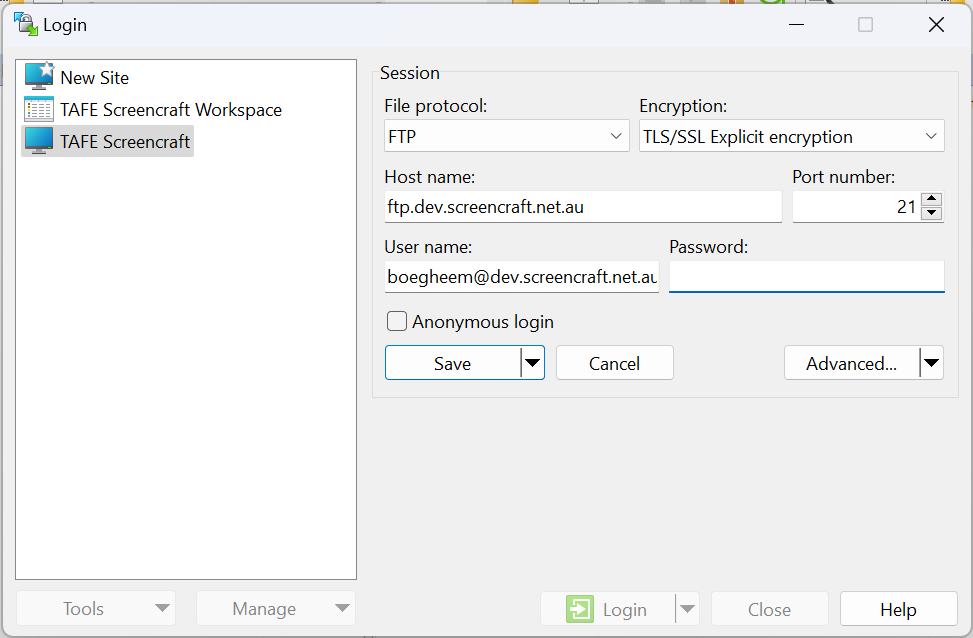 Login
New Site
TAFE Screencraft Workspace
TAFE Screencraft
Session
File protocol:
Encryption:
FTP
TLS/SSL Explicit encryption
Host name:
Port number:
ftp.dev.screencraft.net.au
21
User name:
Password:
boegheem@dev.screencraft.net.au
Anonymous login
Save
Cancel
Advanced...
Tools
Manage
Login
Close
Help